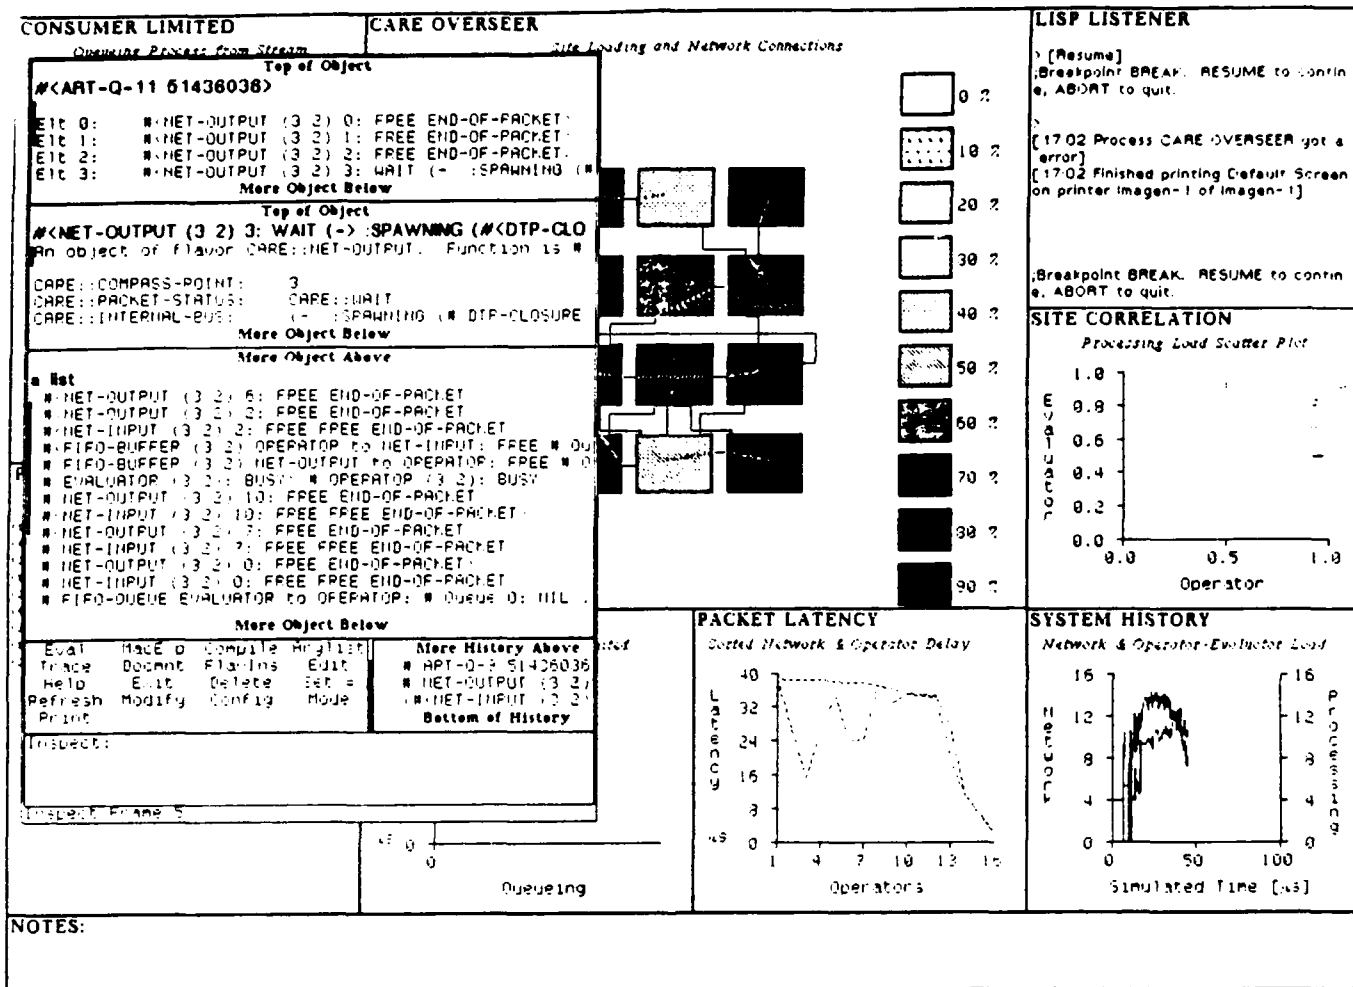 CONSUMER LIMITED
Queueing Process from Stream
Top of Object
#<ART-Q-11 51436036>
Elt 0: #<NET-OUTPUT (3 2) 0: FREE END-OF-PACKET
Elt 1: #<NET-OUTPUT (3 2) 1: FREE END-OF-PACKET
Elt 2: #<NET-OUTPUT (3 2) 2: FREE END-OF-PACKET
Elt 3: #<NET-OUTPUT (3 2) 3: WAIT (- :SPAWNING (#
More Object Below
Top of Object
#<NET-OUTPUT (3 2) 3: WAIT (-> :SPAWNING (#<DTP-CLO
An object of flavor CARE::NET-OUTPUT. Function is #
CARE::COMPASS-POINT: 3
CARE::PACKET-STATUS: CARE::WAIT
CARE::INTERNAL-BUS: (- :SPAWNING (# DTP-CLOSURE
More Object Below
More Object Above
a list
# NET-OUTPUT (3 2) 6: FREE END-OF-PACKET
# NET-OUTPUT (3 2) 2: FREE END-OF-PACKET
# NET-INPUT (3 2) 2: FREE FREE END-OF-PACKET
# FIFO-BUFFER (3 2) OPERATOR to NET-INPUT: FREE #
# FIFO-BUFFER (3 2) NET-OUTPUT to OPERATOR: FREE #
# EVALUATOR (3 2): BUSY # OPERATOR (3 2): BUSY
# NET-OUTPUT (3 2) 10: FREE END-OF-PACKET
# NET-INPUT (3 2) 10: FREE FREE END-OF-PACKET
# NET-OUTPUT (3 2) 7: FREE END-OF-PACKET
# NET-INPUT (3 2) 7: FREE FREE END-OF-PACKET
# NET-OUTPUT (3 2) 0: FREE END-OF-PACKET
# NET-INPUT (3 2) 0: FREE FREE END-OF-PACKET
# FIFO-QUEUE EVALUATOR to OPERATOR: # Queue 0: NIL
More Object Below
Eval Compile
Trace Edit
Help Exit Delete Set =
Refresh Modify Config Mode
Print
More History Above
# ART-Q-9 51436036
# NET-OUTPUT (3 2)
#<NET-INPUT (3 2)
Bottom of History
Inspect:
Inspect Frame 5
CARE OVERSEER
Site Loading and Network Connections
0 %
10 %
20 %
30 %
40 %
50 %
60 %
70 %
80 %
90 %
LISP LISTENER
> [Resume]
;Breakpoint BREAK. RESUME to contin
e, ABORT to quit.
>
[17:02 Process CARE OVERSEER got a
error]
[17:02 Finished printing Default Screen
on printer Imagen-1 of Imagen-1]
;Breakpoint BREAK. RESUME to contin
e, ABORT to quit.
SITE CORRELATION
Processing Load Scatter Plot
Evaluator
1.0
0.8
0.6
0.4
0.2
0.0
0.0 0.5 1.0
Operator
0
0
Queueing
PACKET LATENCY
Sorted Network & Operator Delay
Latency
40
32
24
16
8
0
1 4 7 10 13 16
Operators
SYSTEM HISTORY
Network & Operator-Evaluator Load
Network
16
12
8
4
0
16
12
8
4
0
Processing
0 50 100
Simulated Time
NOTES: